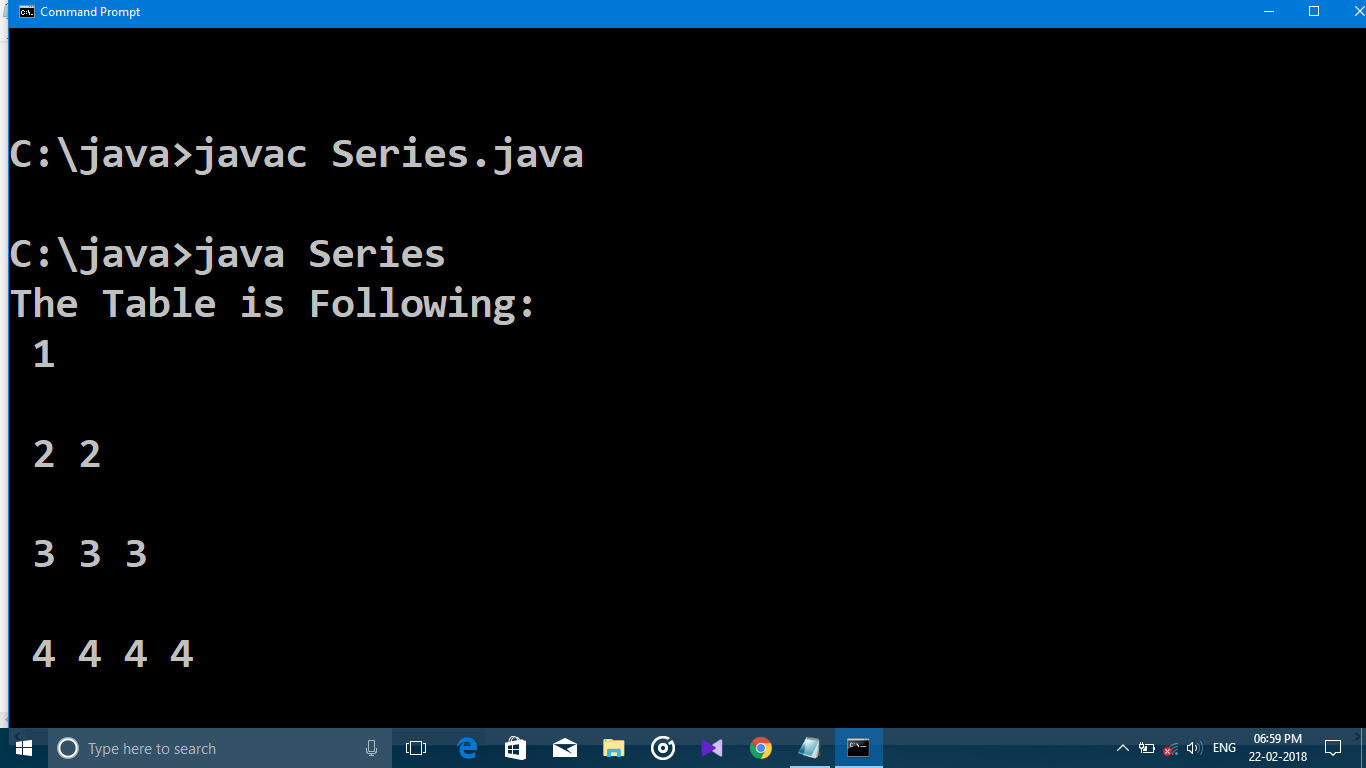 Command Prompt
C:\java>javac Series.java
C:\java>java Series
The Table is Following:
1
2 2
3 3 3
4 4 4 4
Type here to search
ENG
06:59 PM
22-02-2018